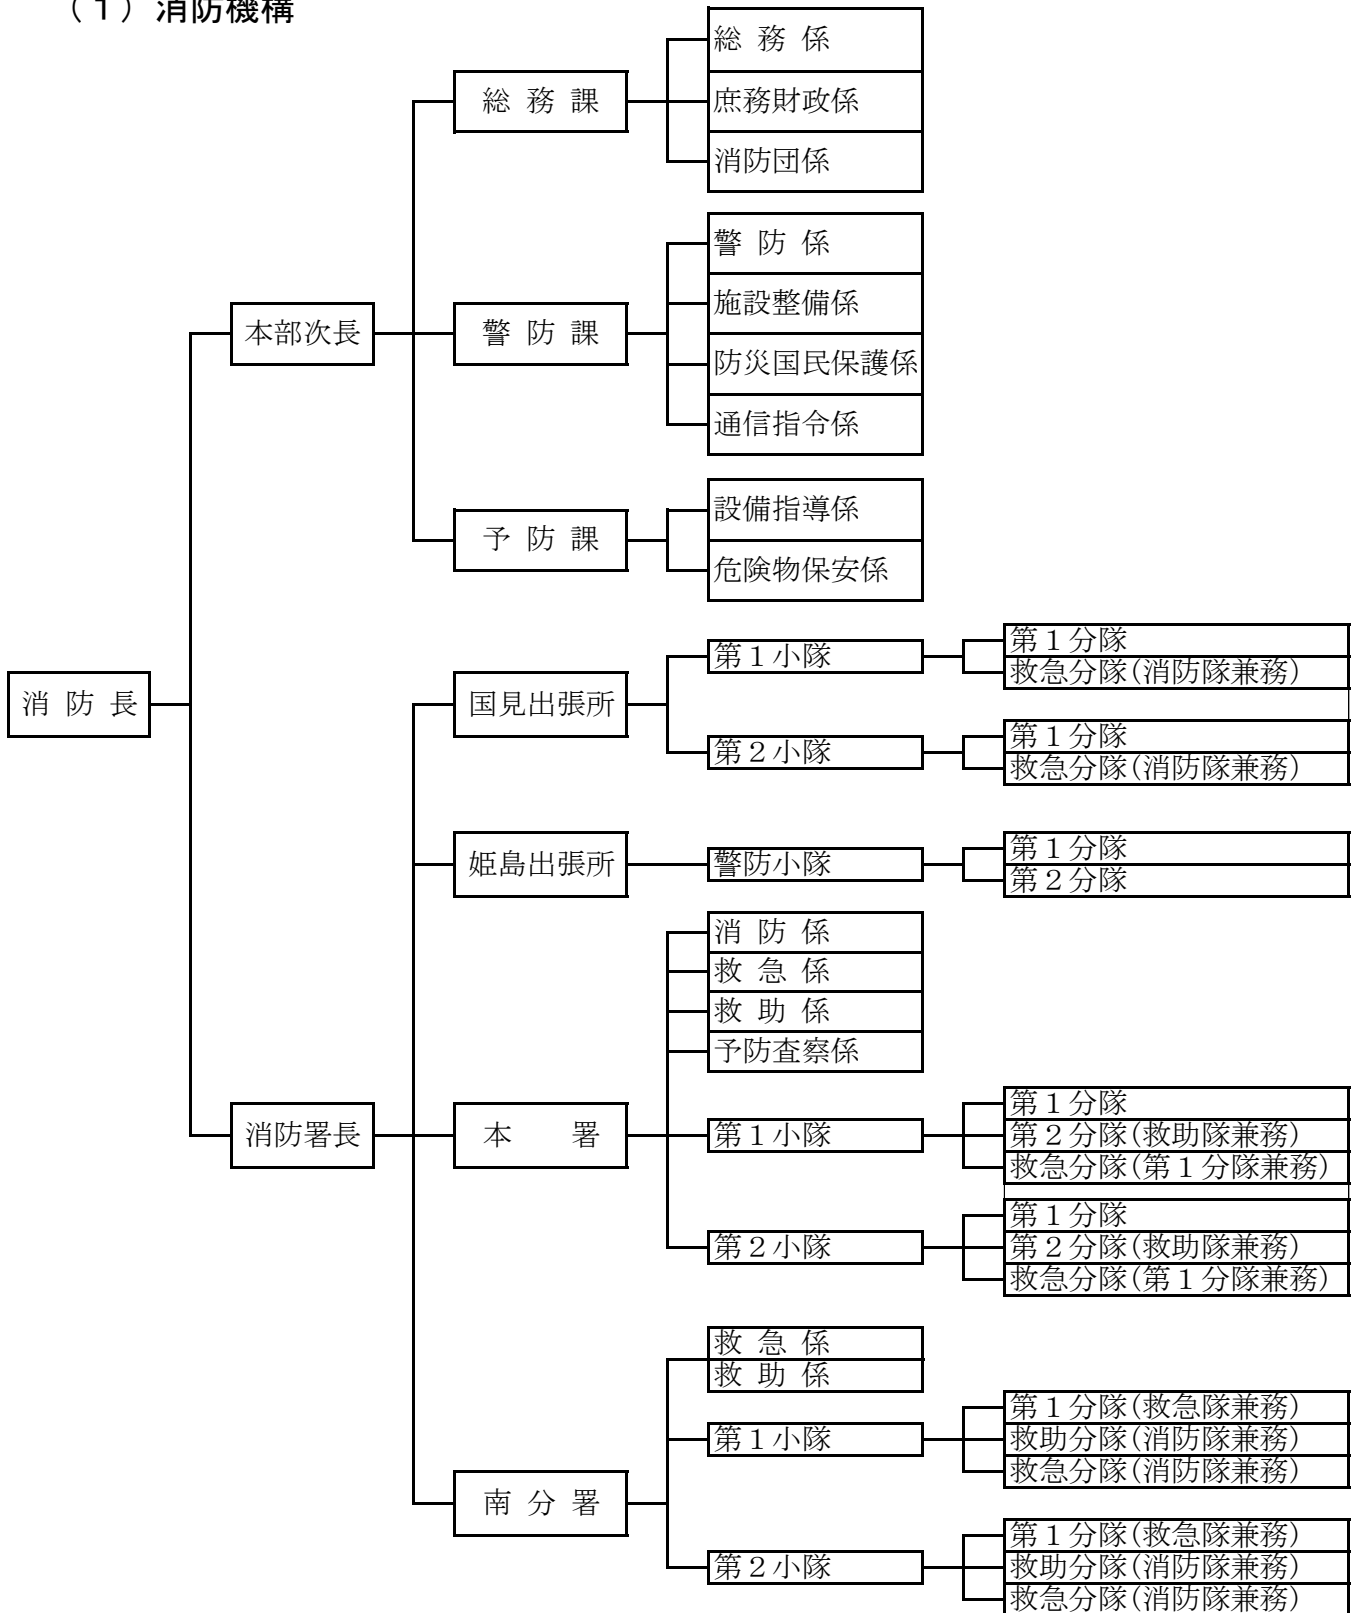 （１）消防機構
総 務 係
総 務 課
庶務財政係
消防団係
警 防 係
施設整備係
本部次長
警 防 課
防災国民保護係
通信指令係
設備指導係
予 防 課
危険物保安係
第１分隊
第１小隊
救急分隊(消防隊兼務)
消 防 長
国見出張所
第１分隊
第２小隊
救急分隊(消防隊兼務)
第１分隊
姫島出張所
警防小隊
第２分隊
消 防 係
救 急 係
救 助 係
予防査察係
第１分隊
消防署長
本　　署
第１小隊
第２分隊(救助隊兼務)
救急分隊(第１分隊兼務)
第１分隊
第２小隊
第２分隊(救助隊兼務)
救急分隊(第１分隊兼務)
救 急 係
救 助 係
第１分隊(救急隊兼務)
第１小隊
救助分隊(消防隊兼務)
救急分隊(消防隊兼務)
南 分 署
第１分隊(救急隊兼務)
第２小隊
救助分隊(消防隊兼務)
救急分隊(消防隊兼務)